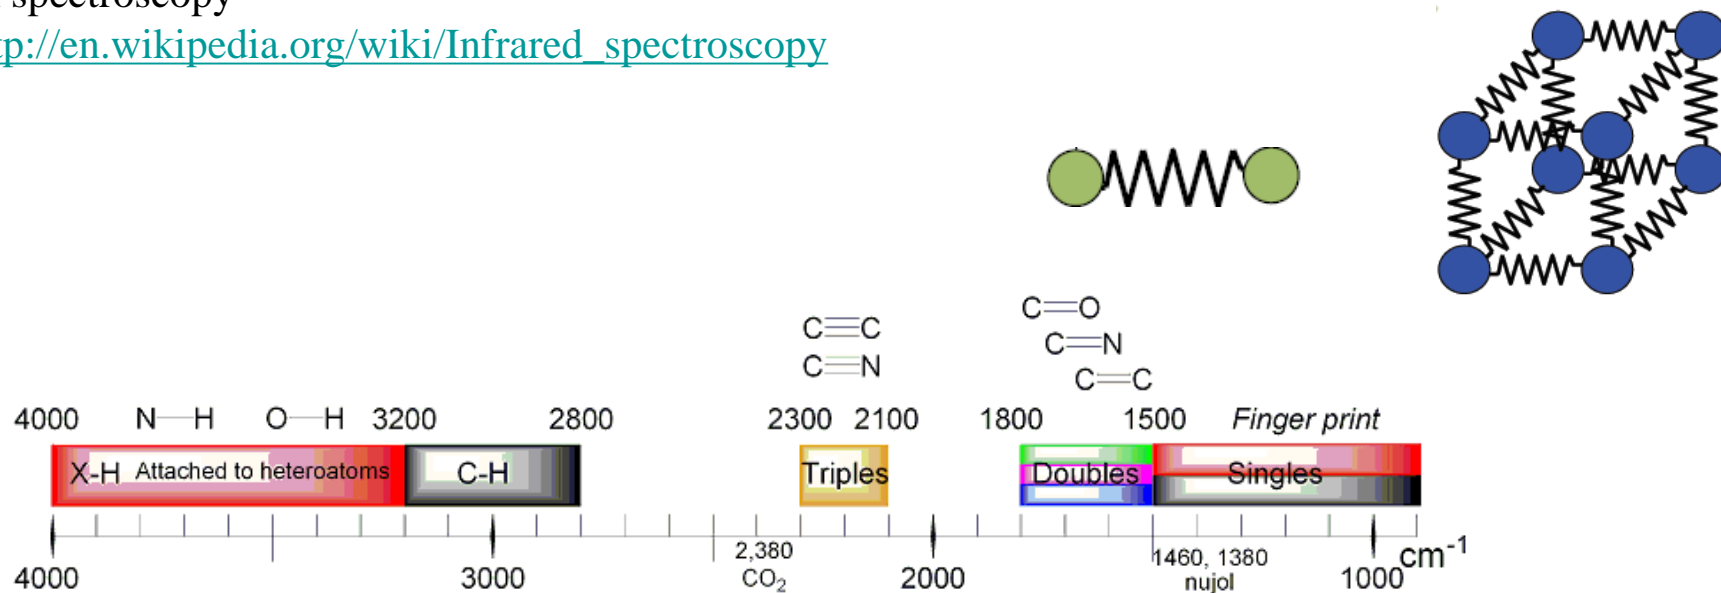 spectroscopy
tp://en.wikipedia.org/wiki/Infrared_spectroscopy
C=O
C≡C C=N
C≡N C=C
4000 N—H O—H 3200 2800 2300 2100 1800 1500 Finger print
X-H Attached to heteroatoms C-H Triples Doubles Singles
2,380 1460, 1380 cm-1
4000 3000 CO2 2000 nujol 1000